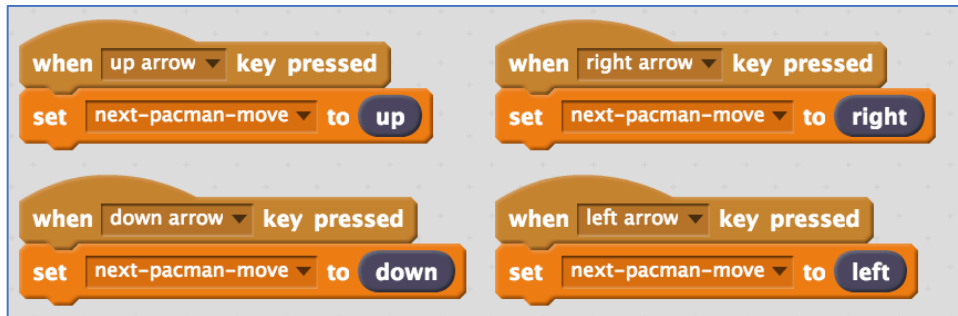 when up arrow key pressed
set next-pacman-move to up
when right arrow key pressed
set next-pacman-move to right
when down arrow key pressed
set next-pacman-move to down
when left arrow key pressed
set next-pacman-move to left